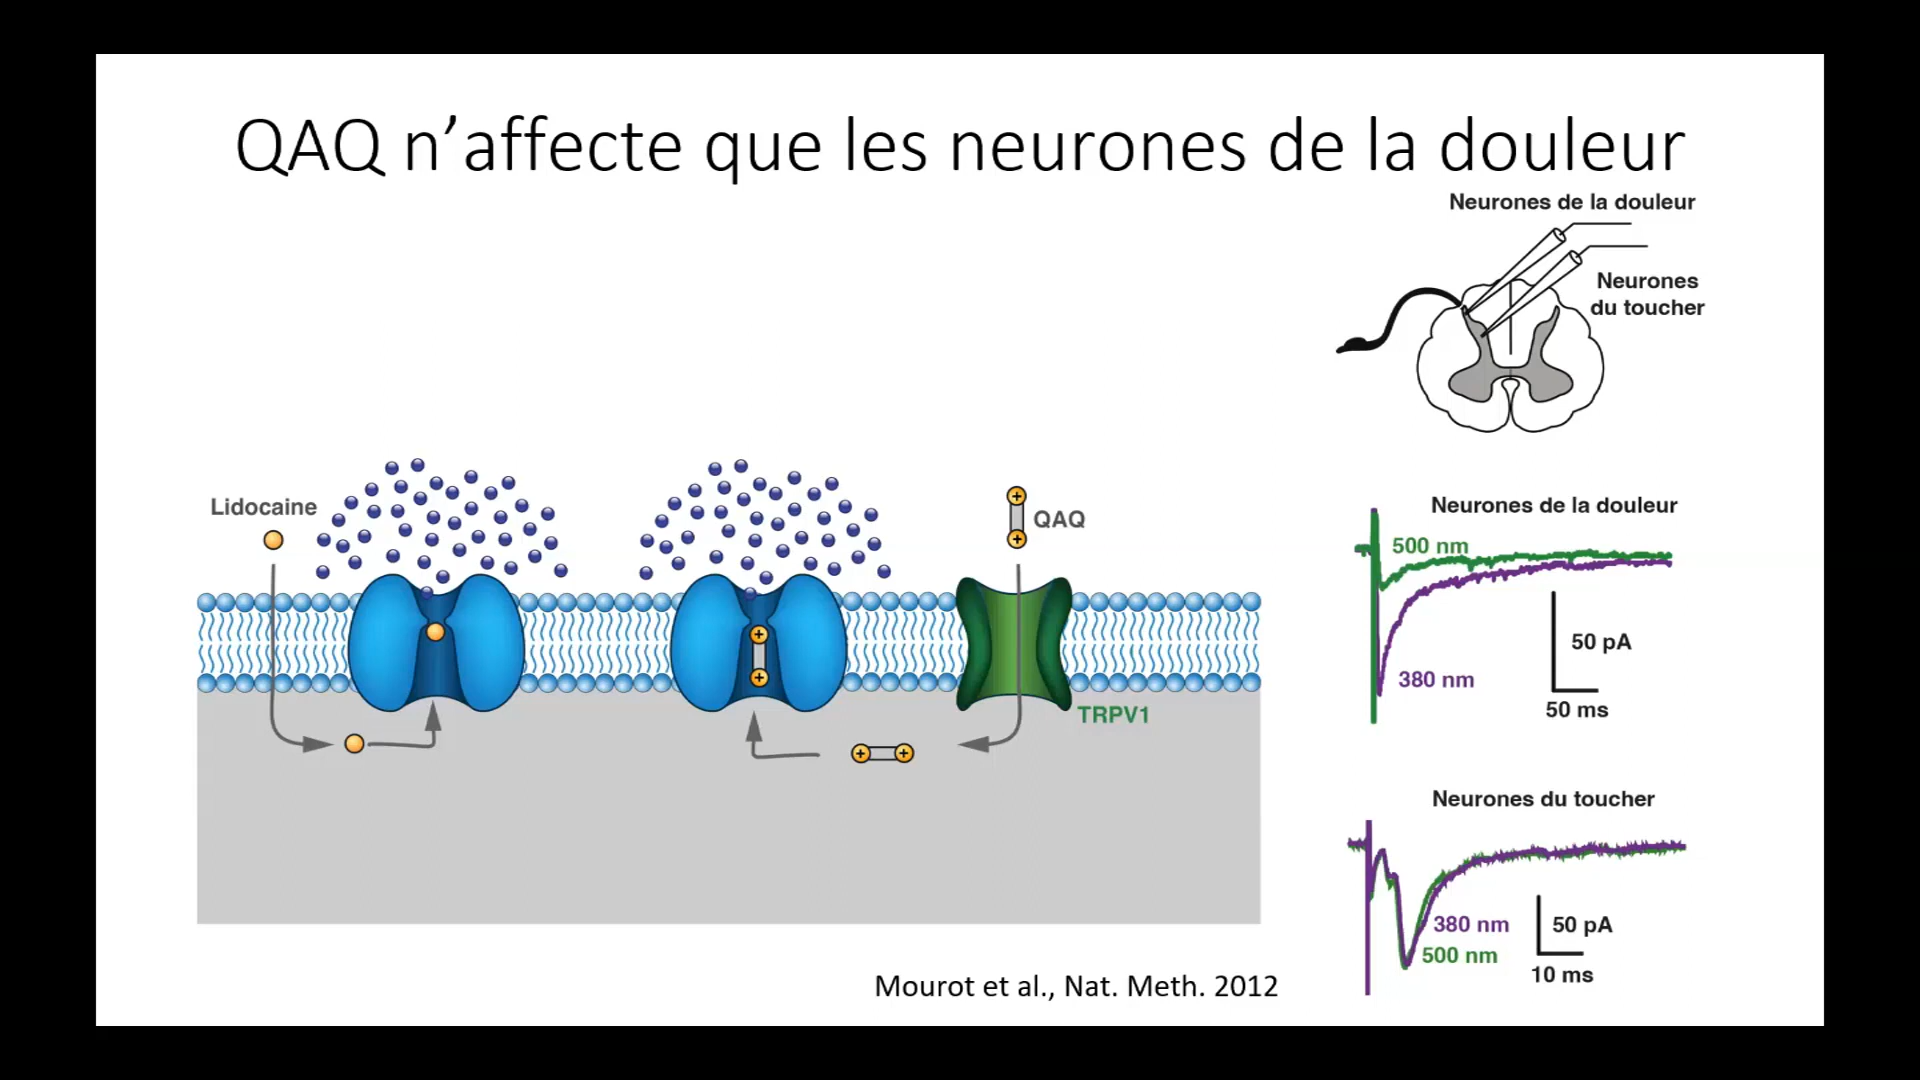 QAQ n’affecte que les neurones de la douleur
Neurones de la douleur
Neurones
du toucher
Lidocaine
QAQ
TRPV1
Neurones de la douleur
500 nm
380 nm
50 pA
50 ms
Neurones du toucher
380 nm
500 nm
50 pA
10 ms
Mourot et al., Nat. Meth. 2012